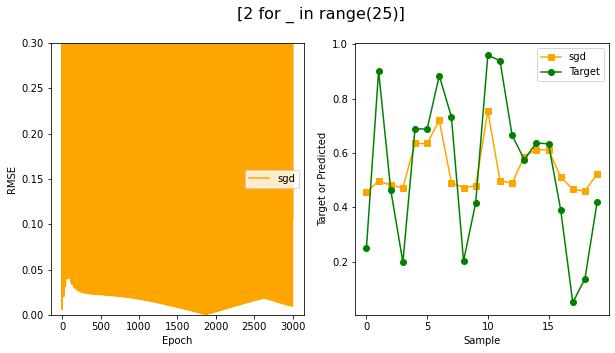 [2 for _ in range(25)]
0.30
0.25
0.20
0.15
0.10
0.05
0.00
RMSE
sgd
0 500 1000 1500 2000 2500 3000
Epoch
1.0
0.8
0.6
0.4
0.2
Target or Predicted
sgd
Target
0 5 10 15
Sample